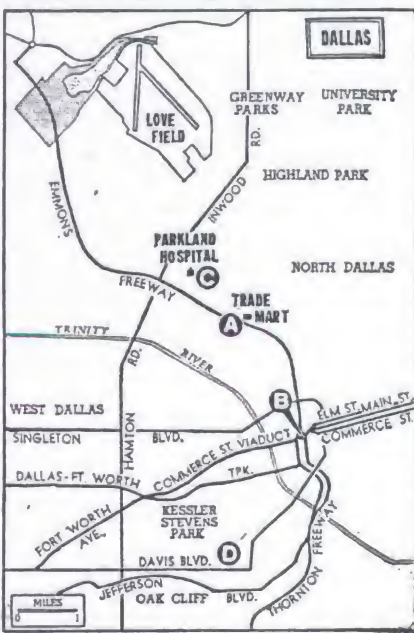 DALLAS
GREENWAY
PARKS
UNIVERSITY
PARK
LOVE
FIELD
INWOOD
RD.
HIGHLAND PARK
EMMONS
FREEWAY
PARKLAND
HOSPITAL
C
NORTH DALLAS
TRADE
MART
A
TRINITY
RIVER
HAMTON
RD.
B
ELM ST.
MAIN ST.
COMMERCE ST.
WEST DALLAS
SINGLETON
BLVD.
COMMERCE ST. VIADUCT
DALLAS-FT. WORTH
TPK.
FORT WORTH
AVE.
KESSLER
STEVENS
PARK
D
DAVIS BLVD.
THORNTON FREEWAY
JEFFERSON
BLVD.
OAK CLIFF
MILES
0 1